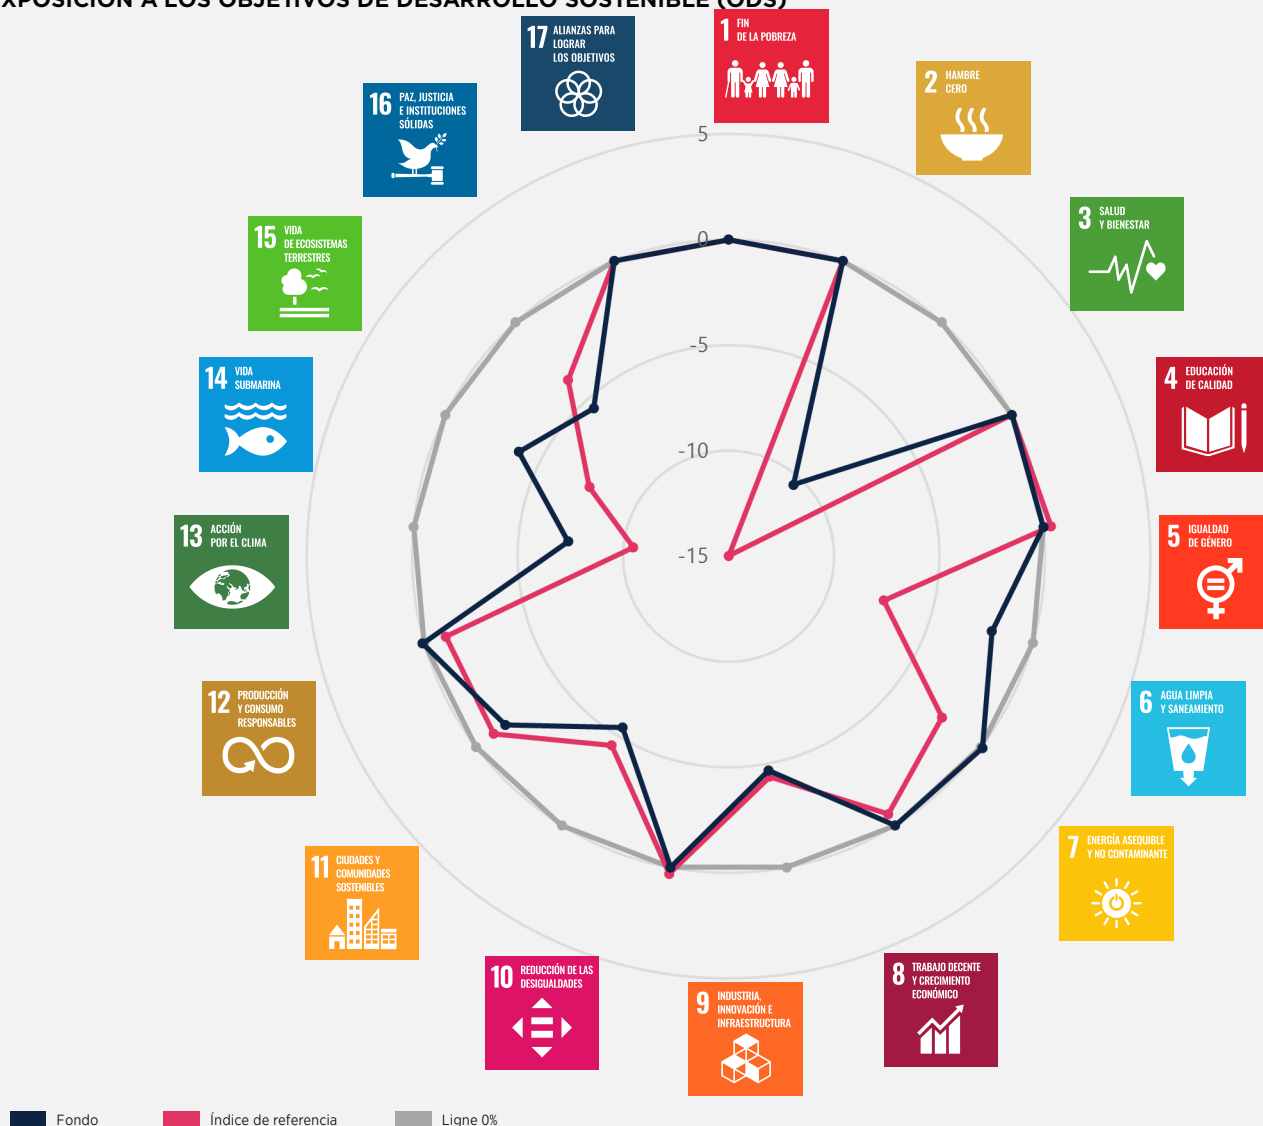 XPOSICIÓN A LOS OBJETIVOS DE DESARROLLO SOSTENIBLE (ODS)
17 ALIANZAS PARA
LOGRAR
LOS OBJETIVOS
1 FIN
DE LA POBREZA
2 HAMBRE
CERO
16 PAZ, JUSTICIA
E INSTITUCIONES
SÓLIDAS
3 SALUD
Y BIENESTAR
15 VIDA
DE ECOSISTEMAS
TERRESTRES
4 EDUCACIÓN
DE CALIDAD
14 VIDA
SUBMARINA
5 IGUALDAD
DE GÉNERO
13 ACCIÓN
POR EL CLIMA
6 AGUA LIMPIA
Y SANEAMIENTO
12 PRODUCCIÓN
Y CONSUMO
RESPONSABLES
7 ENERGÍA ASEQUIBLE
Y NO CONTAMINANTE
11 CIUDADES Y
COMUNIDADES
SOSTENIBLES
8 TRABAJO DECENTE
Y CRECIMIENTO
ECONÓMICO
10 REDUCCIÓN DE LAS
DESIGUALDADES
9 INDUSTRIA,
INNOVACIÓN E
INFRAESTRUCTURA
5
0
-5
-10
-15
Fondo
Índice de referencia
Ligne 0%